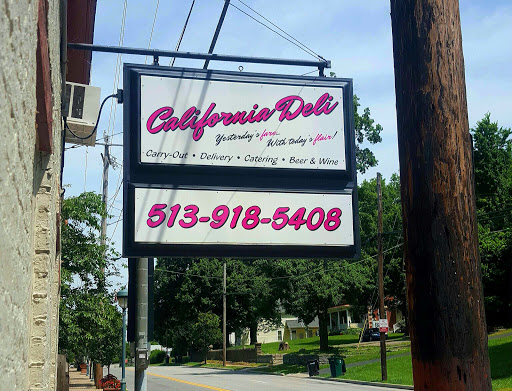 California Deli
Yesterday's fare...
With today's flair!
Carry-Out • Delivery • Catering • Beer & Wine
513-918-5408